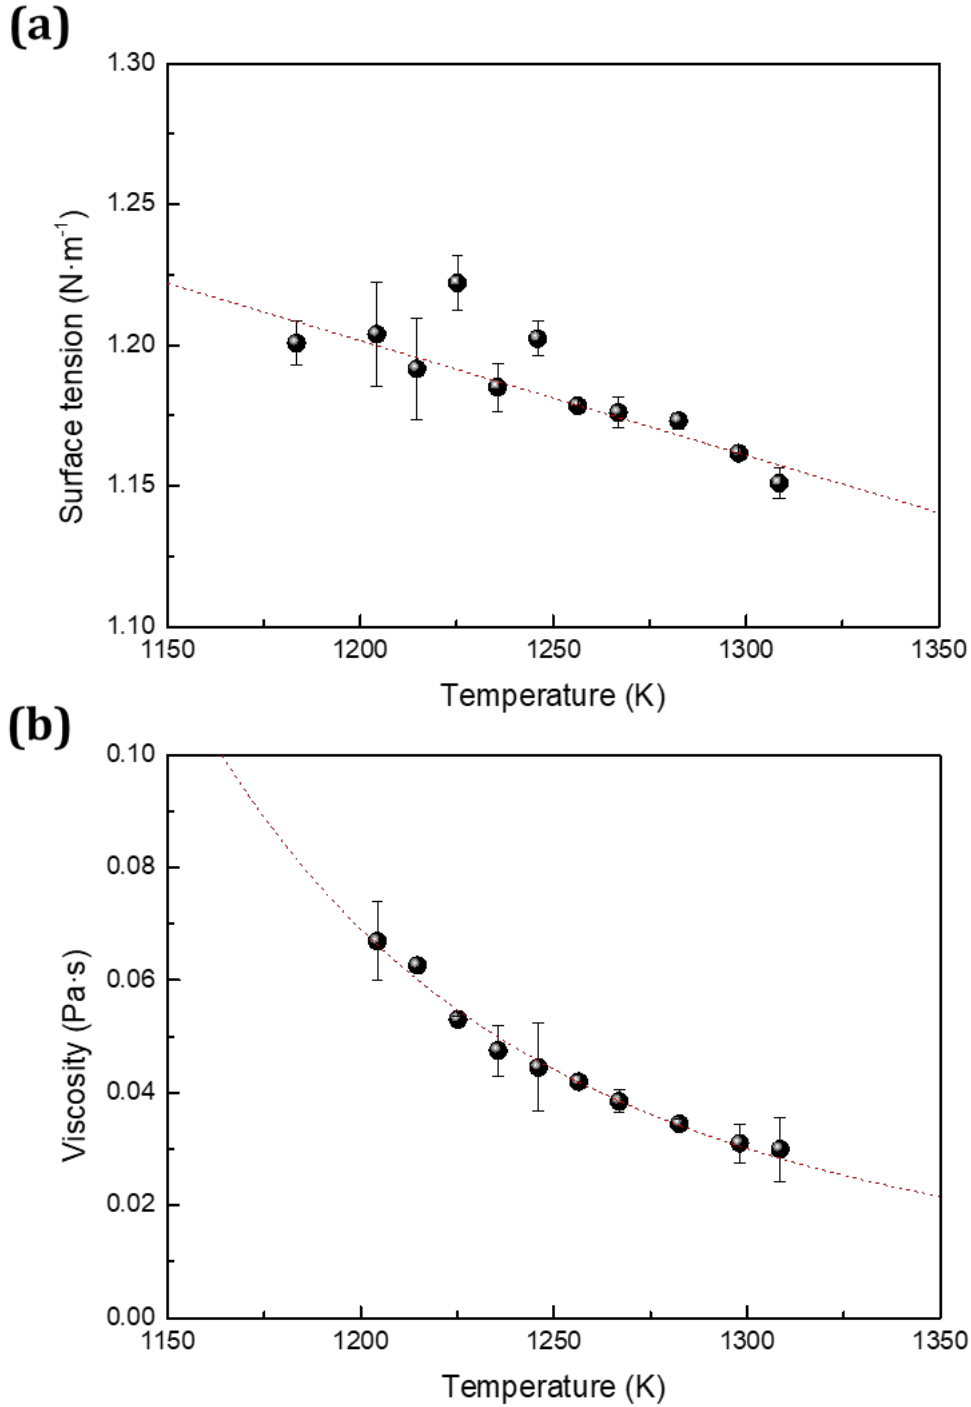 (a)
1.30
1.25
1.20
1.15
1.10
Surface tension (N·m⁻¹)
1150 1200 1250 1300 1350
Temperature (K)
(b)
0.10
0.08
0.06
0.04
0.02
0.00
Viscosity (Pa·s)
1150 1200 1250 1300 1350
Temperature (K)